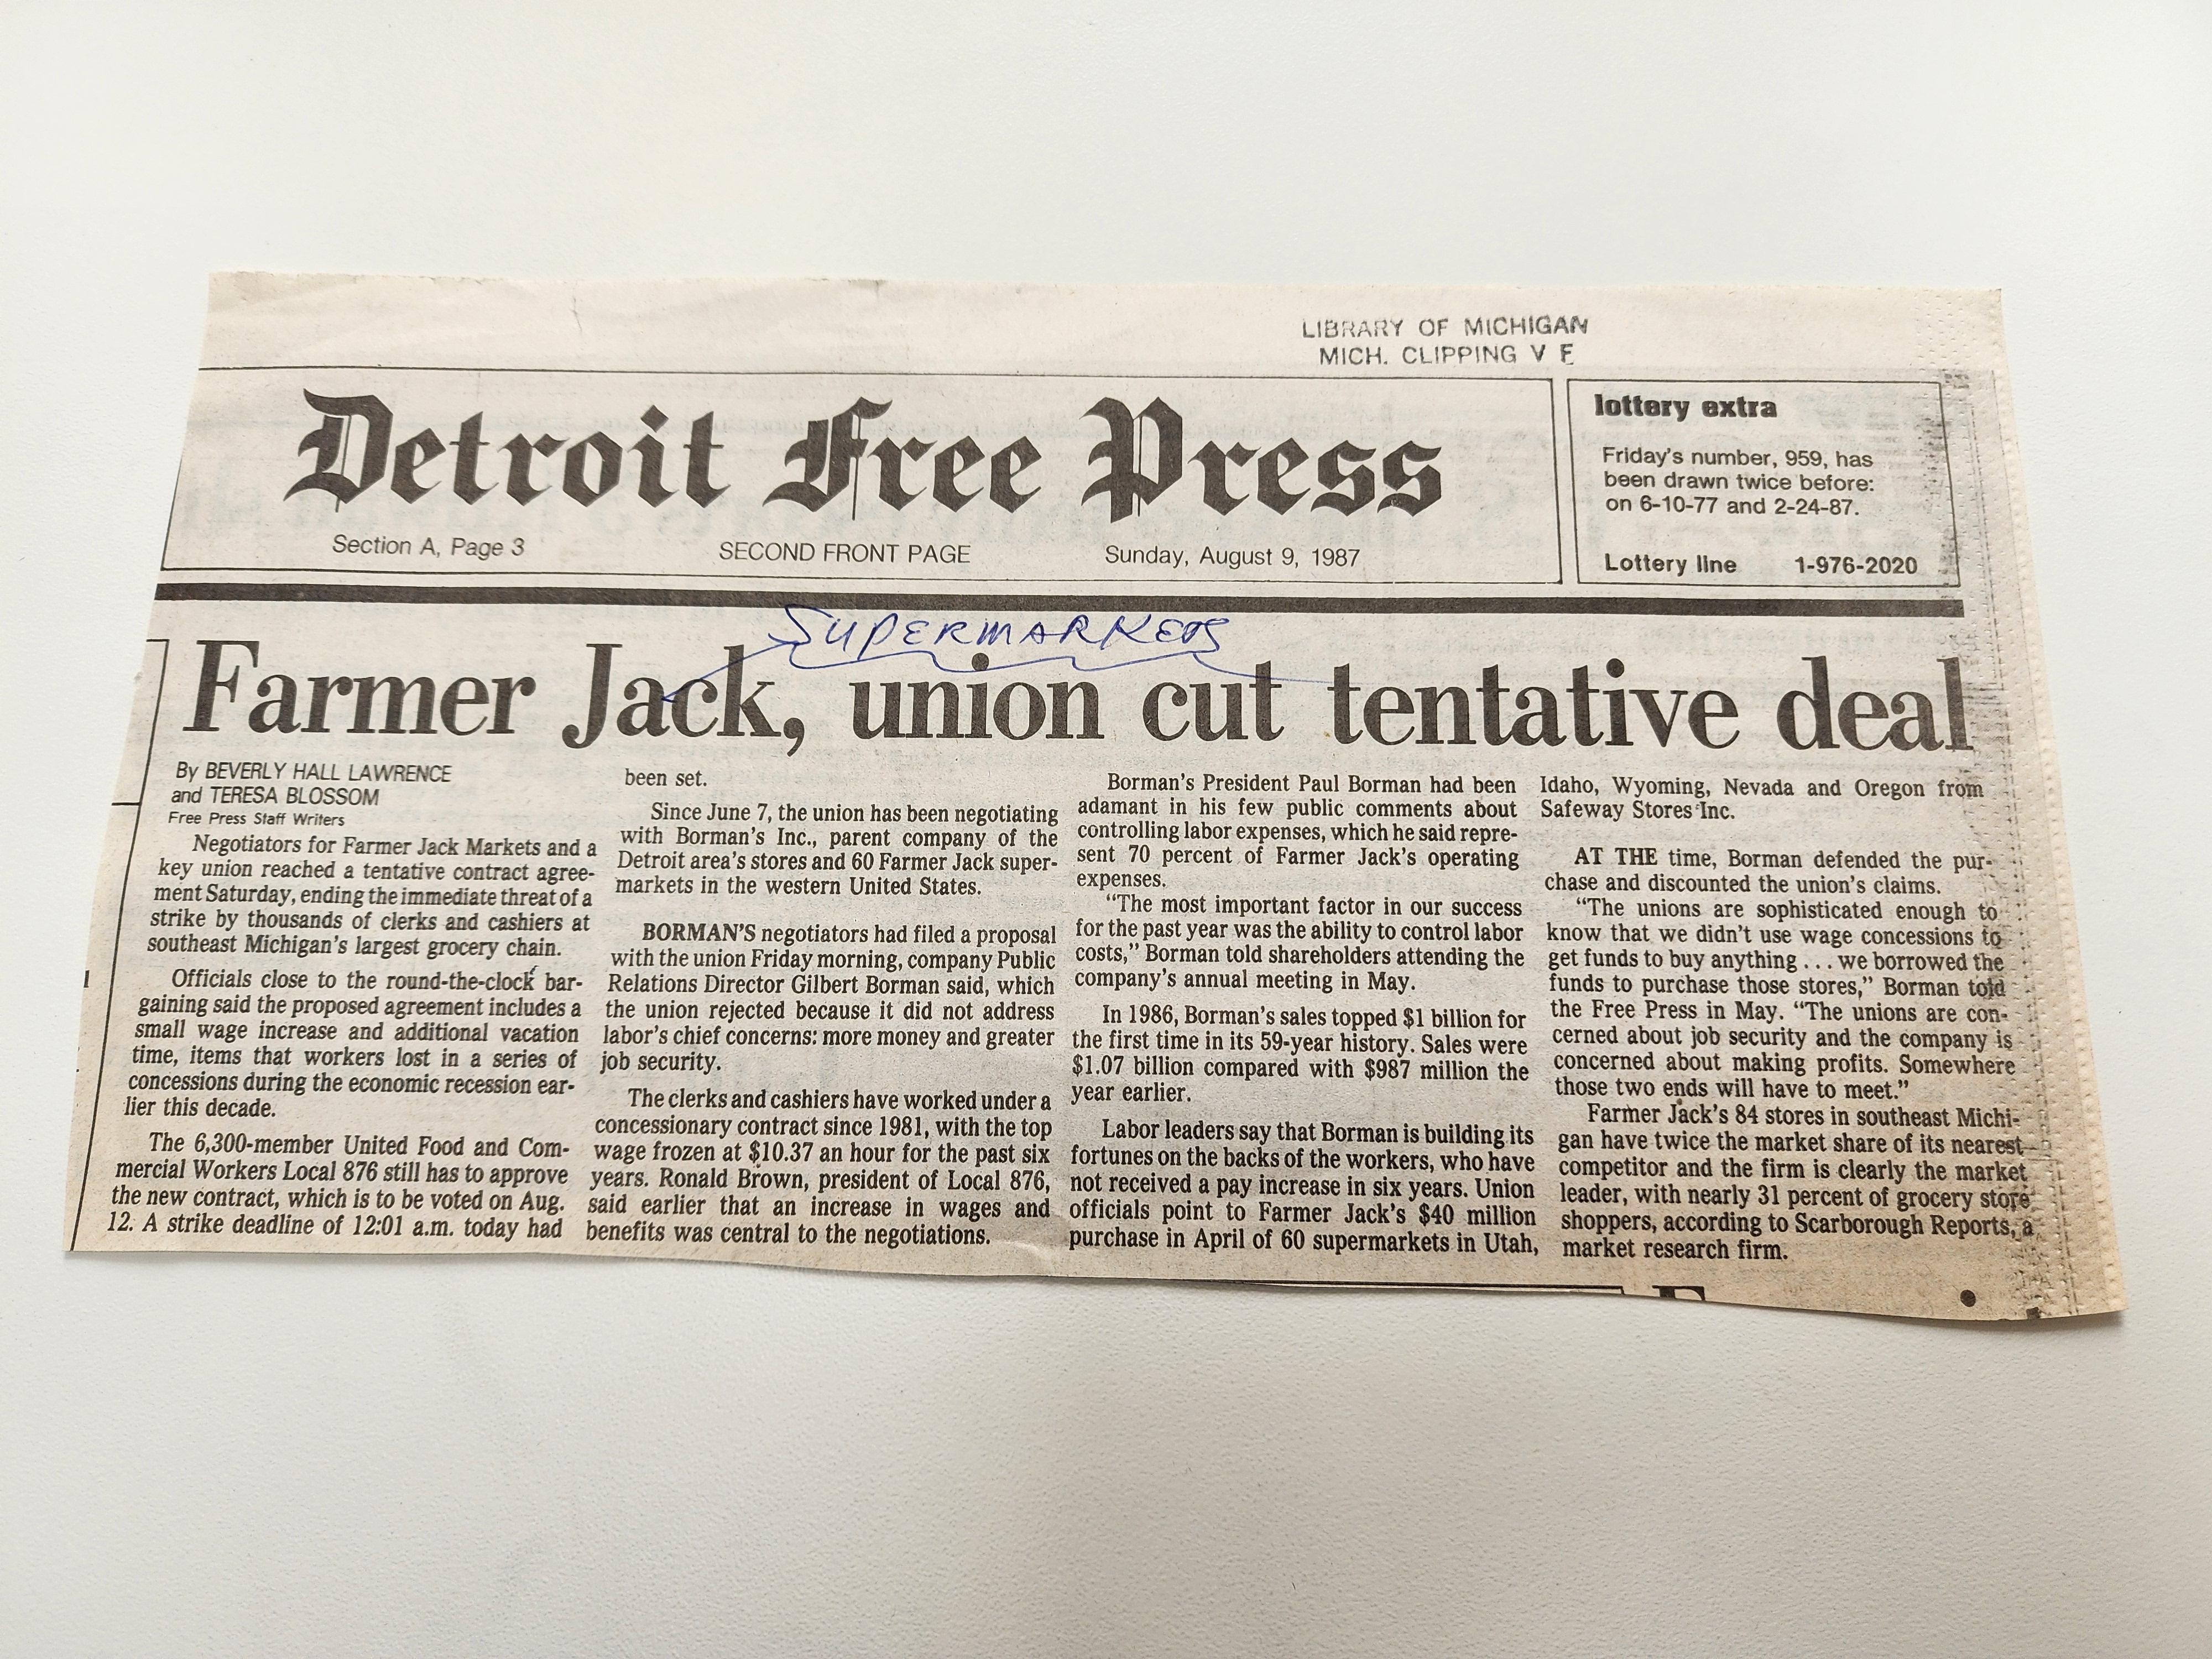 LIBRARY OF MICHIGAN
MICH. CLIPPING V F
Detroit Free Press
Section A, Page 3
SECOND FRONT PAGE
Sunday, August 9, 1987
lottery extra
Friday's number, 959, has
been drawn twice before:
on 6-10-77 and 2-24-87.
Lottery line 1-976-2020
SUPERMARKETS
Farmer Jack, union cut tentative deal
By BEVERLY HALL LAWRENCE
and TERESA BLOSSOM
Free Press Staff Writers
Negotiators for Farmer Jack Markets and a
key union reached a tentative contract agree-
ment Saturday, ending the immediate threat of a
strike by thousands of clerks and cashiers at
southeast Michigan's largest grocery chain.
Officials close to the round-the-clock bar-
gaining said the proposed agreement includes a
small wage increase and additional vacation
time, items that workers lost in a series of
concessions during the economic recession ear-
lier this decade.
The 6,300-member United Food and Com-
mercial Workers Local 876 still has to approve
the new contract, which is to be voted on Aug.
12. A strike deadline of 12:01 a.m. today had
been set.
Since June 7, the union has been negotiating
with Borman's Inc., parent company of the
Detroit area's stores and 60 Farmer Jack super-
markets in the western United States.
BORMAN'S negotiators had filed a proposal
with the union Friday morning, company Public
Relations Director Gilbert Borman said, which
the union rejected because it did not address
labor's chief concerns: more money and greater
job security.
The clerks and cashiers have worked under a
concessionary contract since 1981, with the top
wage frozen at $10.37 an hour for the past six
years. Ronald Brown, president of Local 876,
said earlier that an increase in wages and
benefits was central to the negotiations.
Borman's President Paul Borman had been
adamant in his few public comments about
controlling labor expenses, which he said repre-
sent 70 percent of Farmer Jack's operating
expenses.
"The most important factor in our success
for the past year was the ability to control labor
costs," Borman told shareholders attending the
company's annual meeting in May.
In 1986, Borman's sales topped $1 billion for
the first time in its 59-year history. Sales were
$1.07 billion compared with $987 million the
year earlier.
Labor leaders say that Borman is building its
fortunes on the backs of the workers, who have
not received a pay increase in six years. Union
officials point to Farmer Jack's $40 million
purchase in April of 60 supermarkets in Utah,
Idaho, Wyoming, Nevada and Oregon from
Safeway Stores Inc.
AT THE time, Borman defended the pur-
chase and discounted the union's claims.
"The unions are sophisticated enough to
know that we didn't use wage concessions to
get funds to buy anything . . . we borrowed the
funds to purchase those stores," Borman told
the Free Press in May. "The unions are con-
cerned about job security and the company is
concerned about making profits. Somewhere
those two ends will have to meet."
Farmer Jack's 84 stores in southeast Michi-
gan have twice the market share of its nearest
competitor and the firm is clearly the market
leader, with nearly 31 percent of grocery store
shoppers, according to Scarborough Reports, a
market research firm.